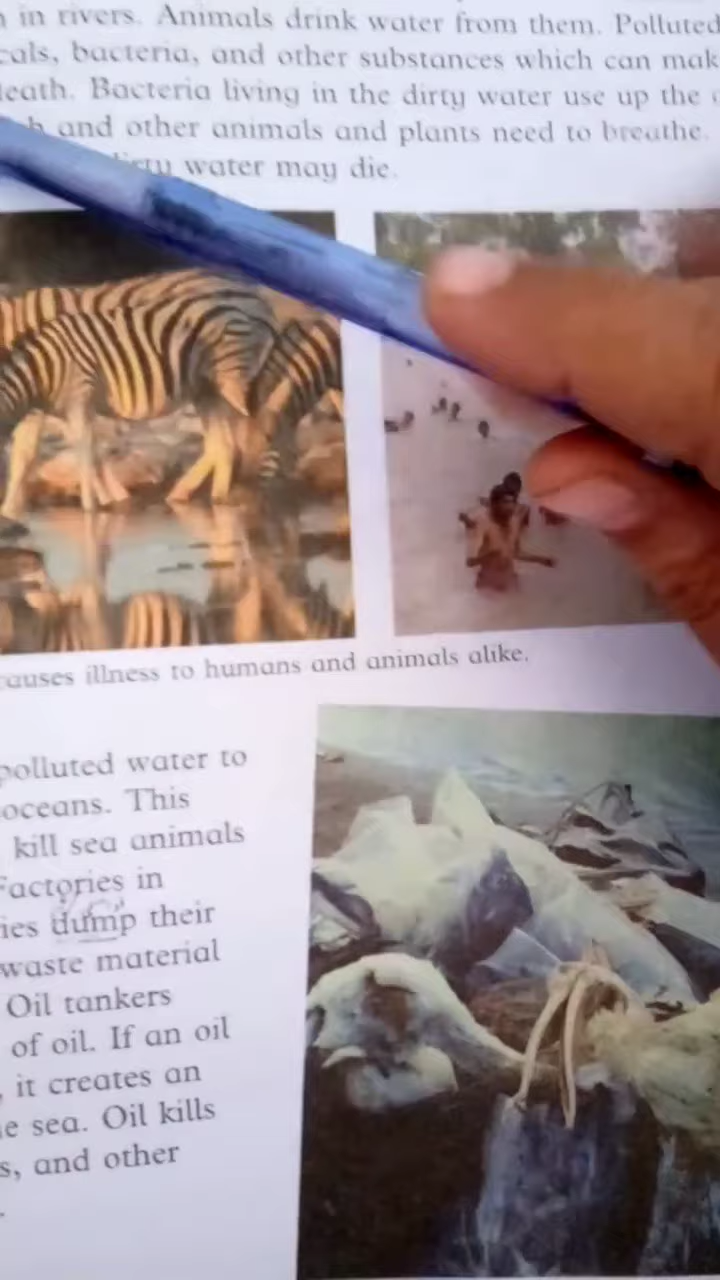 in rivers. Animals drink water from them. Polluted
cals, bacteria, and other substances which can mak
death. Bacteria living in the dirty water use up the
and other animals and plants need to breathe.
dirty water may die.
causes illness to humans and animals alike.
polluted water to
oceans. This
kill sea animals
Factories in
ies dump their
waste material
Oil tankers
of oil. If an oil
, it creates an
e sea. Oil kills
s, and other
.